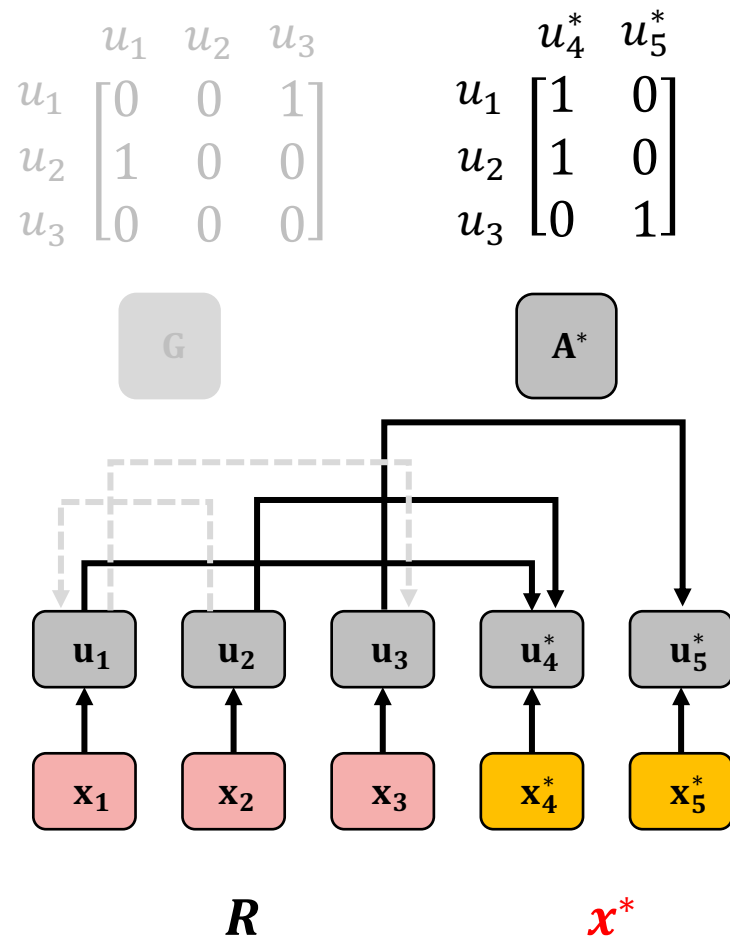 u₁ u₂ u₃ u₄* u₅*
u₁ [0 0 1] u₁ [1 0]
u₂ [1 0 0] u₂ [1 0]
u₃ [0 0 0] u₃ [0 1]
G A*
u₁ u₂ u₃ u₄* u₅*
x₁ x₂ x₃ x₄* x₅*
R x*